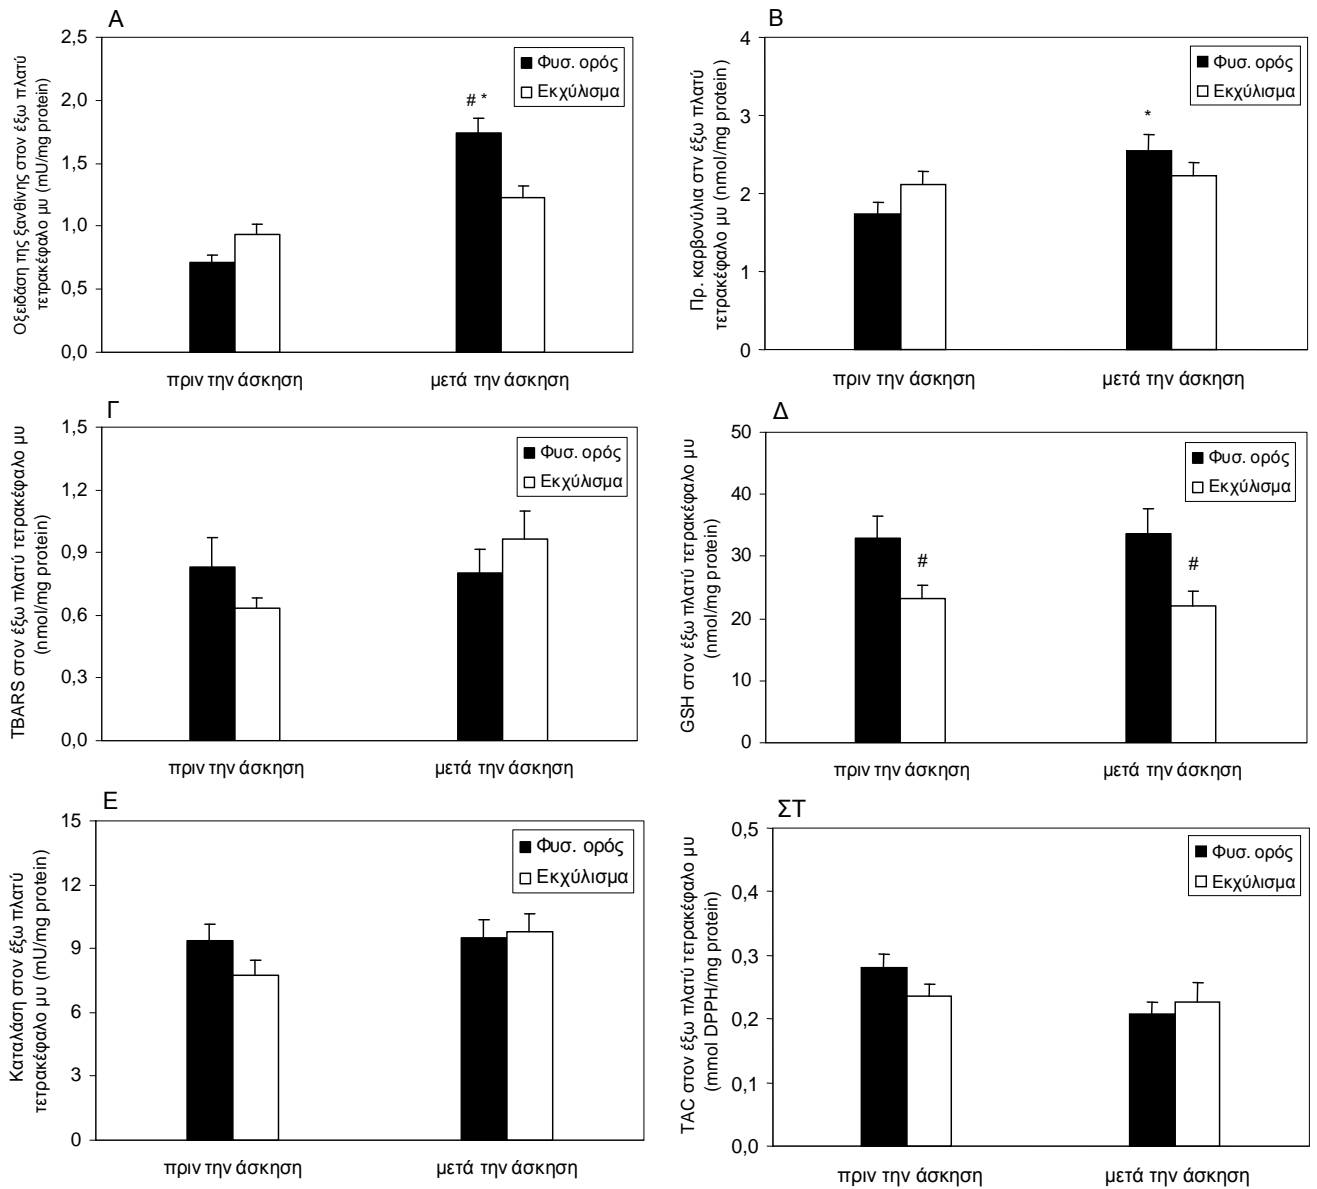 Α
Οξειδάση της ξανθίνης στον έξω πλατύ
τετρακέφαλο μυ (mU/mg protein)
2,5
2,0
1,5
1,0
0,5
0,0
Φυσ. ορός
Εκχύλισμα
# *
πριν την άσκηση
μετά την άσκηση
Β
Πρ. καρβονύλια στν έξω πλατύ
τετρακέφαλο μυ (nmol/mg protein)
4
3
2
1
0
Φυσ. ορός
Εκχύλισμα
*
πριν την άσκηση
μετά την άσκηση
Γ
TBARS στον έξω πλατύ τετρακέφαλο μυ
(nmol/mg protein)
1,5
1,2
0,9
0,6
0,3
0,0
Φυσ. ορός
Εκχύλισμα
πριν την άσκηση
μετά την άσκηση
Δ
GSH στον έξω πλατύ τετρακέφαλο μυ
(nmol/mg protein)
50
40
30
20
10
0
Φυσ. ορός
Εκχύλισμα
#
#
πριν την άσκηση
μετά την άσκηση
Ε
Καταλάση στον έξω πλατύ
τετρακέφαλο μυ (mU/mg protein)
15
12
9
6
3
0
Φυσ. ορός
Εκχύλισμα
πριν την άσκηση
μετά την άσκηση
ΣΤ
TAC στον έξω πλατύ τετρακέφαλο μυ
(mmol DPPH/mg protein)
0,5
0,4
0,3
0,2
0,1
0,0
Φυσ. ορός
Εκχύλισμα
πριν την άσκηση
μετά την άσκηση